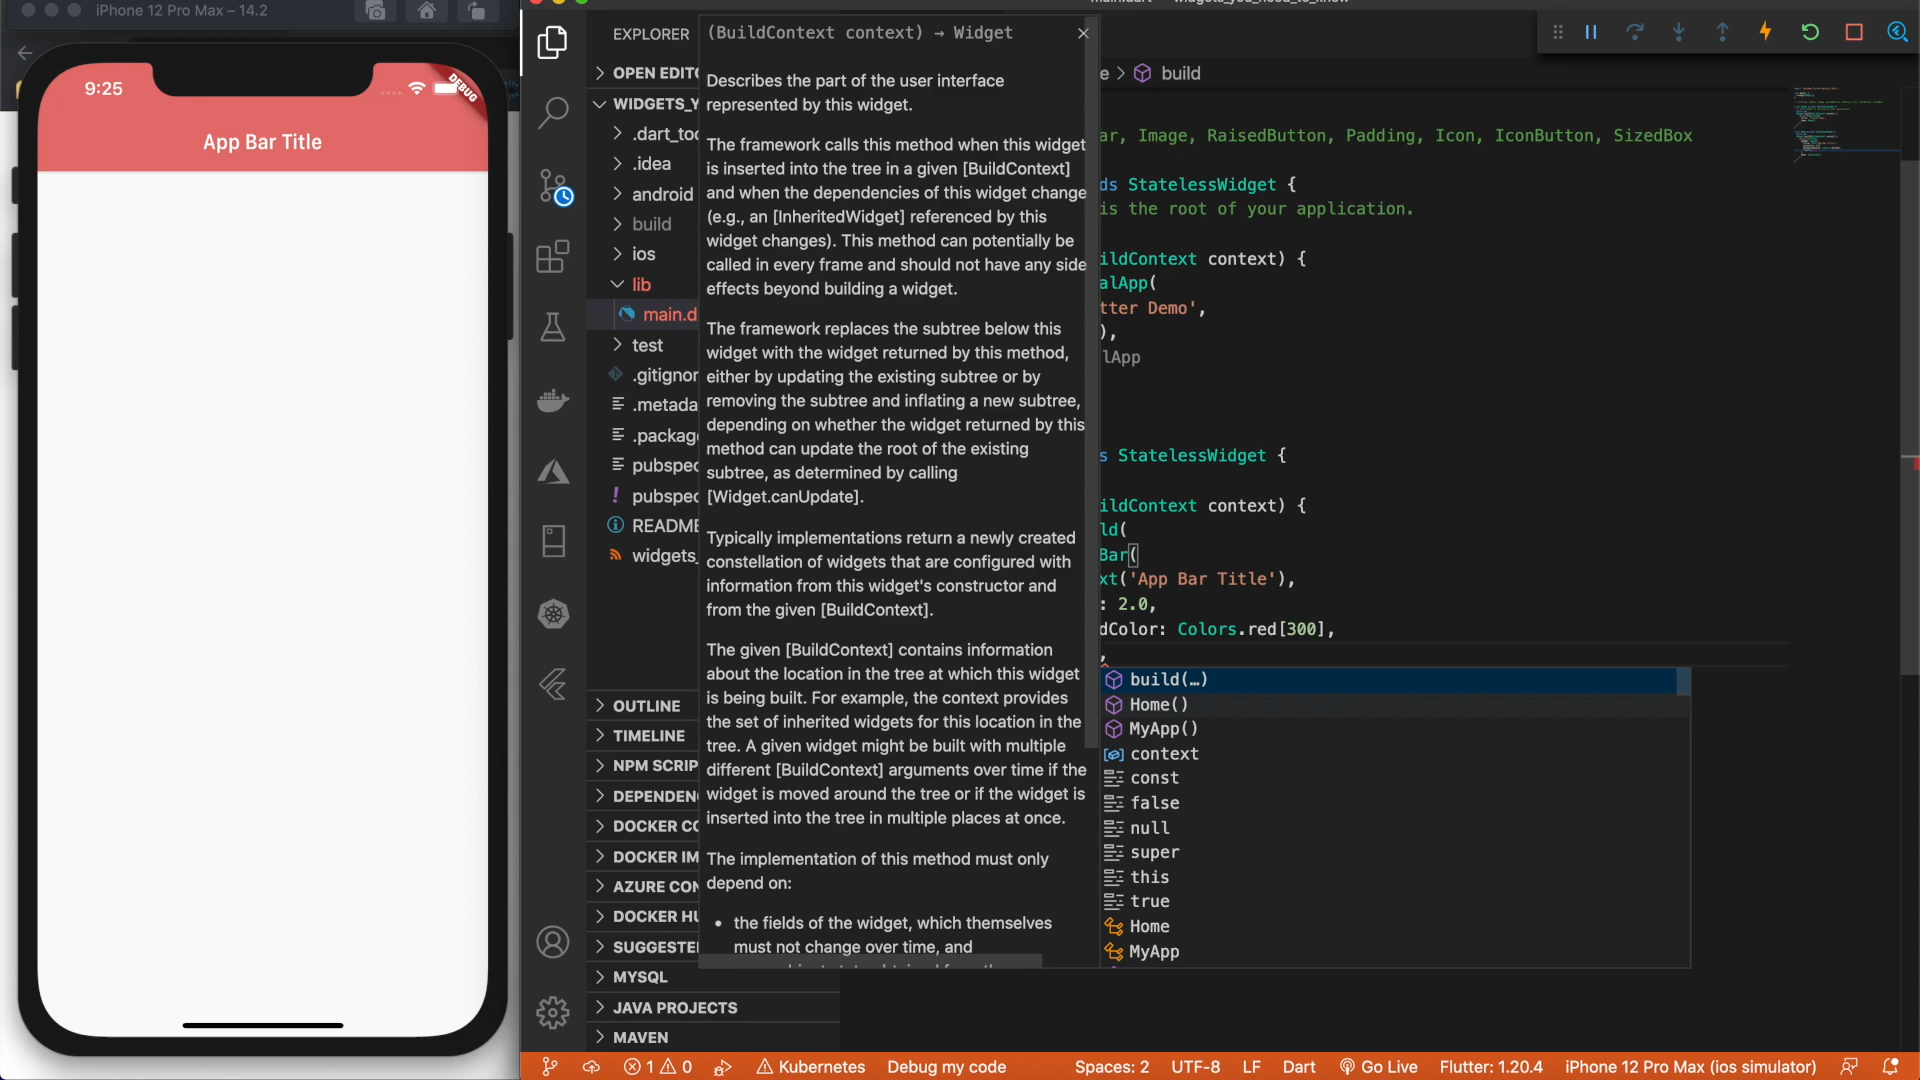 iPhone 12 Pro Max – 14.2
9:25
DEBUG
App Bar Title
EXPLORER
OPEN EDITO
WIDGETS_Y
.dart_too
.idea
android
build
ios
lib
main.d
test
.gitignor
.metada
.packag
pubspec
pubspec
README
widgets_
OUTLINE
TIMELINE
NPM SCRIP
DEPENDEN
DOCKER CO
DOCKER IM
AZURE CON
DOCKER HU
SUGGESTE
MYSQL
JAVA PROJECTS
MAVEN
(BuildContext context) → Widget
Describes the part of the user interface
represented by this widget.
The framework calls this method when this widget
is inserted into the tree in a given [BuildContext]
and when the dependencies of this widget change
(e.g., an [InheritedWidget] referenced by this
widget changes). This method can potentially be
called in every frame and should not have any side
effects beyond building a widget.
The framework replaces the subtree below this
widget with the widget returned by this method,
either by updating the existing subtree or by
removing the subtree and inflating a new subtree,
depending on whether the widget returned by this
method can update the root of the existing
subtree, as determined by calling
[Widget.canUpdate].
Typically implementations return a newly created
constellation of widgets that are configured with
information from this widget's constructor and
from the given [BuildContext].
The given [BuildContext] contains information
about the location in the tree at which this widget
is being built. For example, the context provides
the set of inherited widgets for this location in the
tree. A given widget might be built with multiple
different [BuildContext] arguments over time if the
widget is moved around the tree or if the widget is
inserted into the tree in multiple places at once.
The implementation of this method must only
depend on:
• the fields of the widget, which themselves
must not change over time, and
e > build
ar, Image, RaisedButton, Padding, Icon, IconButton, SizedBox
ds StatelessWidget {
is the root of your application.
ildContext context) {
alApp(
tter Demo',
),
lApp
s StatelessWidget {
ildContext context) {
ld(
Bar(
xt('App Bar Title'),
: 2.0,
dColor: Colors.red[300],
,
build(…)
Home()
MyApp()
context
const
false
null
super
this
true
Home
MyApp
1 0
Kubernetes
Debug my code
Spaces: 2
UTF-8
LF
Dart
Go Live
Flutter: 1.20.4
iPhone 12 Pro Max (ios simulator)